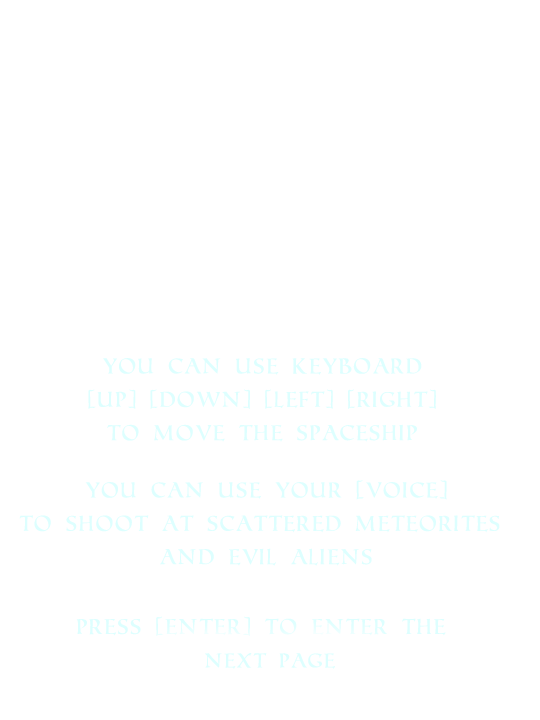 YOU CAN USE KEYBOARD
[UP] [DOWN] [LEFT] [RIGHT]
TO MOVE THE SPACESHIP
YOU CAN USE YOUR [VOICE]
TO SHOOT AT SCATTERED METEORITES
AND EVIL ALIENS
PRESS [ENTER] TO ENTER THE
NEXT PAGE